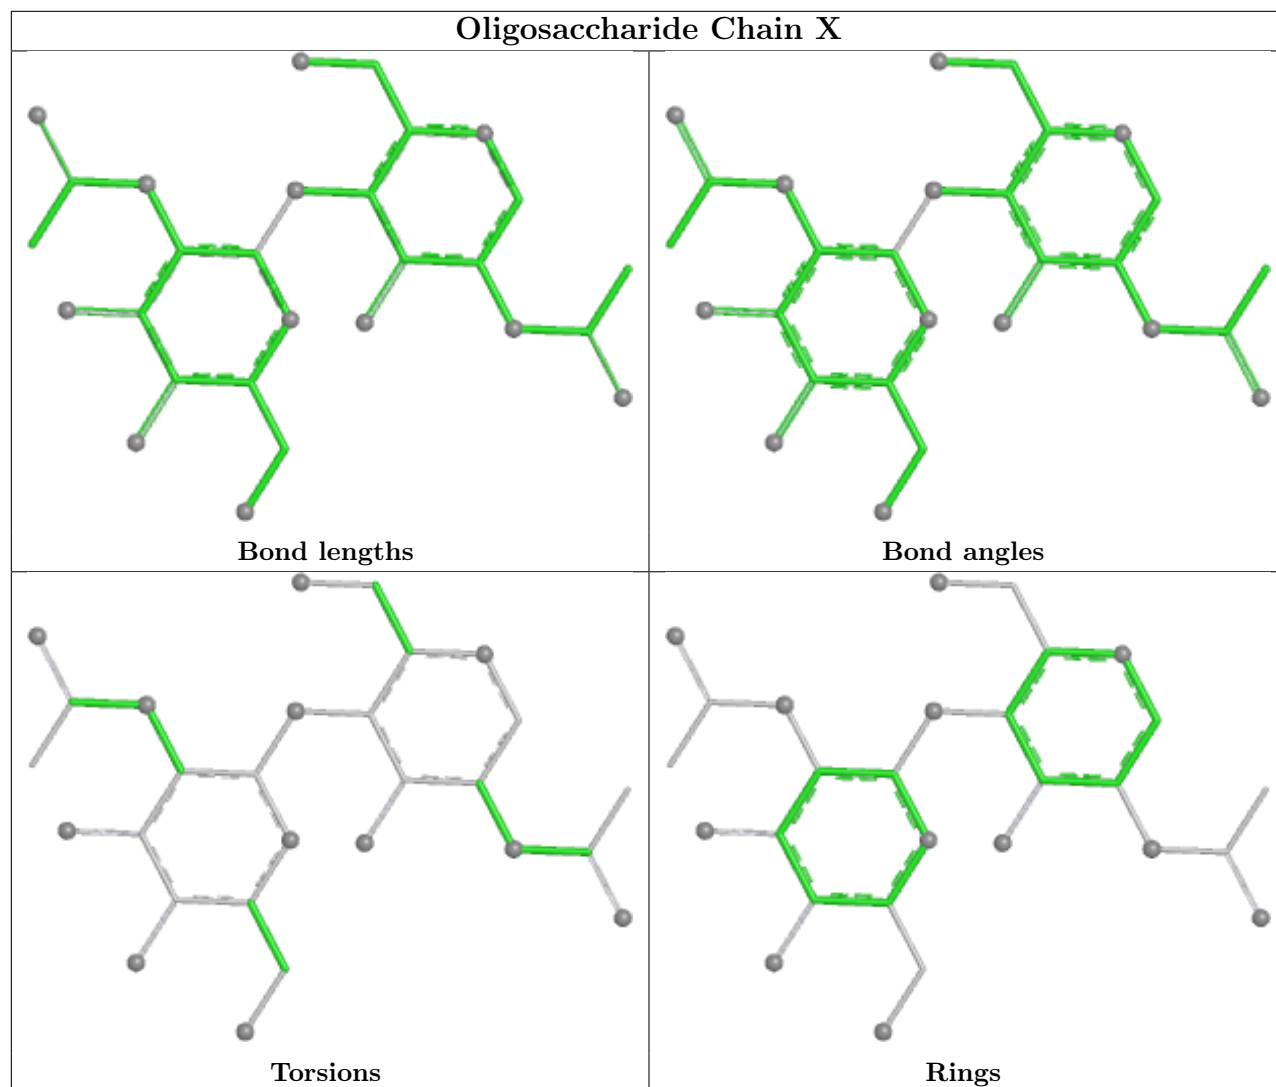 Oligosaccharide Chain X
Bond lengths
Bond angles
Torsions
Rings